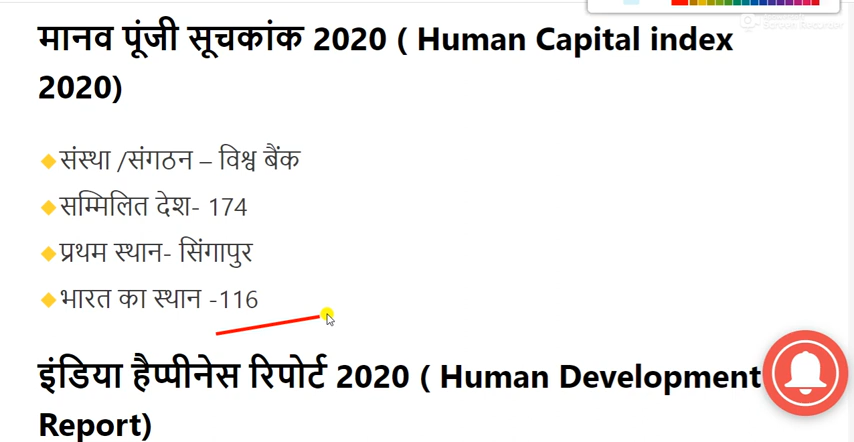 मानव पूंजी सूचकांक 2020 ( Human Capital index
2020)
संस्था /संगठन – विश्व बैंक
सम्मिलित देश- 174
प्रथम स्थान- सिंगापुर
भारत का स्थान -116
इंडिया हैप्पीनेस रिपोर्ट 2020 ( Human Development
Report)